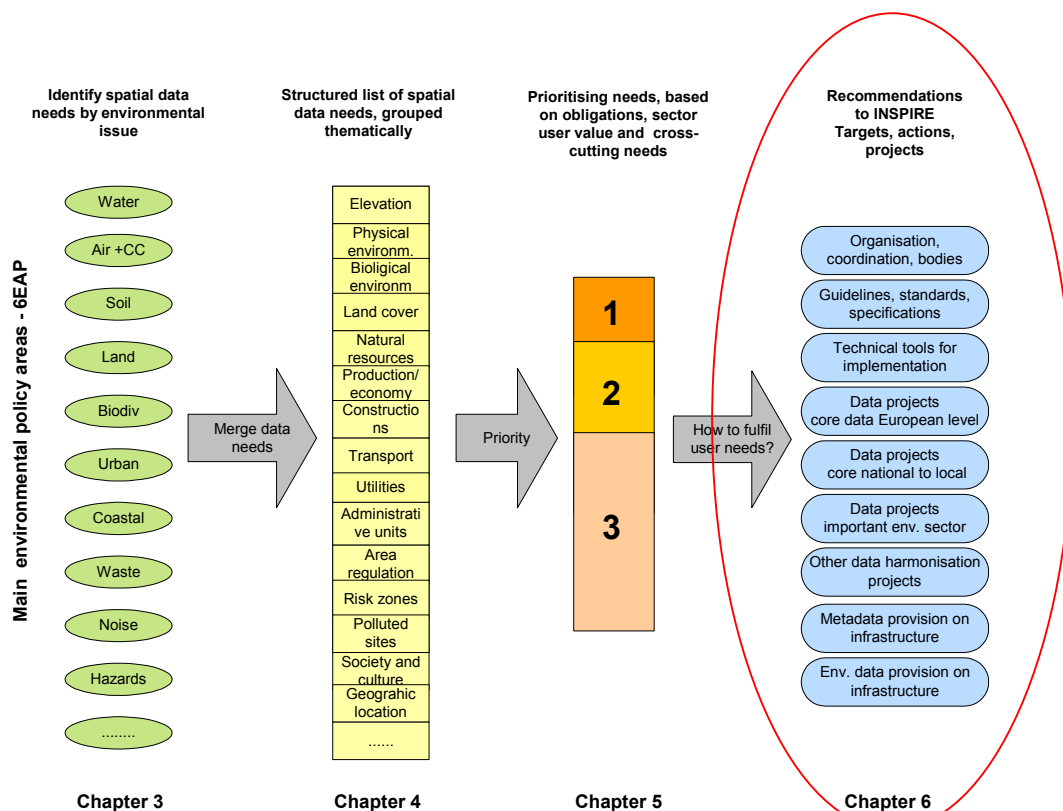 Identify spatial data
needs by environmental
issue
Structured list of spatial
data needs, grouped
thematically
Prioritising needs, based
on obligations, sector
user value and cross-
cutting needs
Recommendations
to INSPIRE
Targets, actions,
projects
Main environmental policy areas - 6EAP
Water
Air +CC
Soil
Land
Biodiv
Urban
Coastal
Waste
Noise
Hazards
........
Merge data
needs
Elevation
Physical
environm.
Bioligical
environm
Land cover
Natural
resources
Production/
economy
Constructio
ns
Transport
Utilities
Administrati
ve units
Area
regulation
Risk zones
Polluted
sites
Society and
culture
Geograhic
location
......
Priority
1
2
3
How to fulfil
user needs?
Organisation,
coordination, bodies
Guidelines, standards,
specifications
Technical tools for
implementation
Data projects
core data European level
Data projects
core national to local
Data projects
important env. sector
Other data harmonisation
projects
Metadata provision on
infrastructure
Env. data provision on
infrastructure
Chapter 3
Chapter 4
Chapter 5
Chapter 6